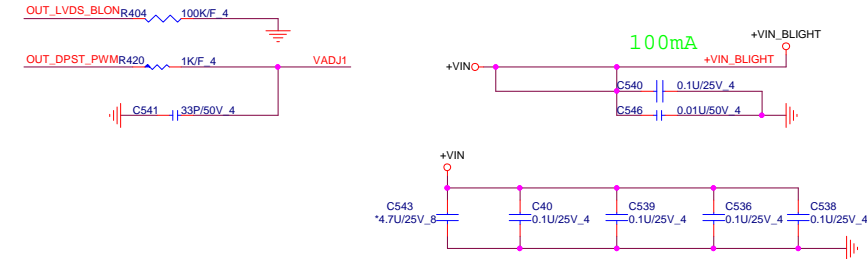 OUT_LVDS_BLON R404 100K/F_4
OUT_DPST_PWM R420 1K/F_4 VADJ1
C541 33P/50V_4
100mA
+VIN_BLIGHT
+VIN
+VIN_BLIGHT
C540 0.1U/25V_4
C546 0.01U/50V_4
+VIN
C543 C40 C539 C536 C538
*4.7U/25V_8 0.1U/25V_4 0.1U/25V_4 0.1U/25V_4 0.1U/25V_4